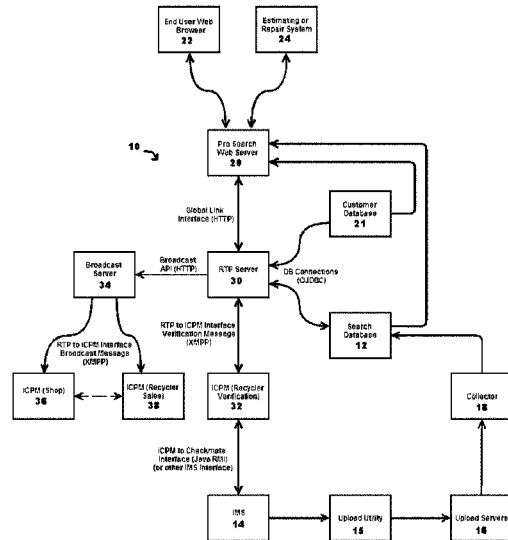 End User Web
Browser
22
Estimating or
Repair System
24
10
Pro Search
Web Server
20
Global Link
Interface (HTTP)
Customer
Database
21
Broadcast
API (HTTP)
Broadcast
Server
34
RTP Server
30
DB Connections
(OJDBC)
RTP to ICPM Interface
Verification Message
(XMPP)
Search
Database
12
RTP to ICPM Interface
Broadcast Message
(XMPP)
ICPM (Shop)
36
ICPM (Recycler
Sales)
38
ICPM (Recycler
Verification)
32
Collector
18
ICPM to Checkmate
Interface (Java RMI)
(or other IMS Interface)
IMS
14
Upload Utility
15
Upload Servers
16